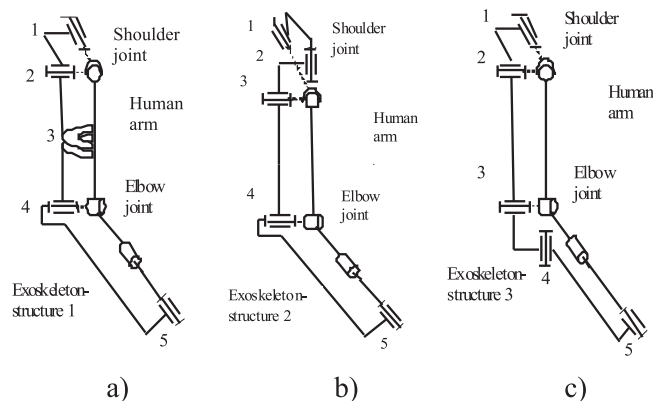 1
Shoulder
joint
2
Human
arm
3
4
Elbow
joint
Exoskeleton-
structure 1
5
a)
1
Shoulder
joint
2
3
Human
arm
4
Elbow
joint
Exoskeleton-
structure 2
5
b)
1
Shoulder
joint
2
Human
arm
3
Elbow
joint
4
Exoskeleton-
structure 3
5
c)